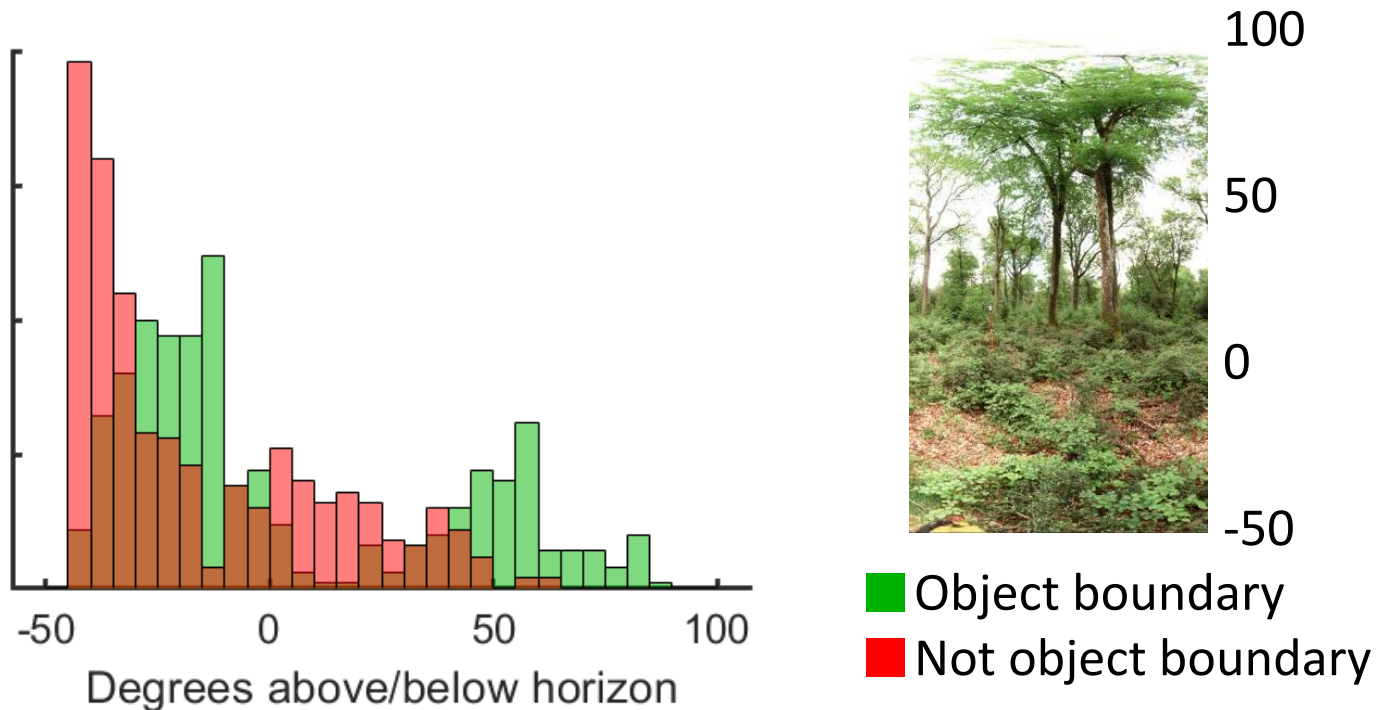 -50 0 50 100
Degrees above/below horizon
100
50
0
-50
Object boundary
Not object boundary